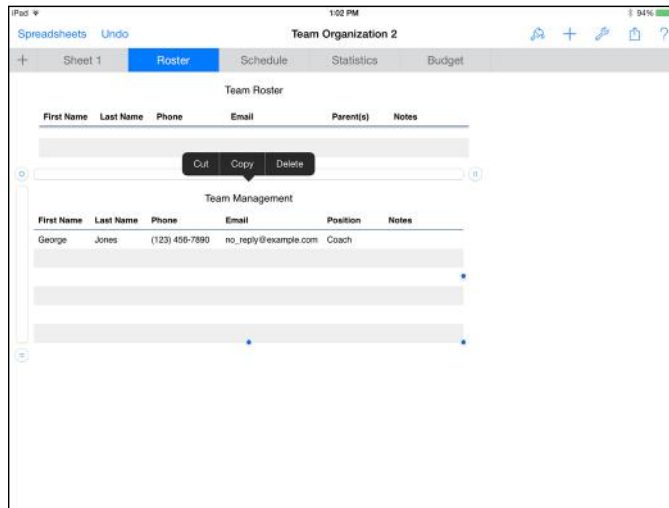 iPad 1:02 PM 94%
Spreadsheets Undo Team Organization 2 + ?
+ Sheet 1 Roster Schedule Statistics Budget
Team Roster
First Name Last Name Phone Email Parent(s) Notes
Cut Copy Delete
Team Management
First Name Last Name Phone Email Position Notes
George Jones (123) 456-7890 no_reply@example.com Coach